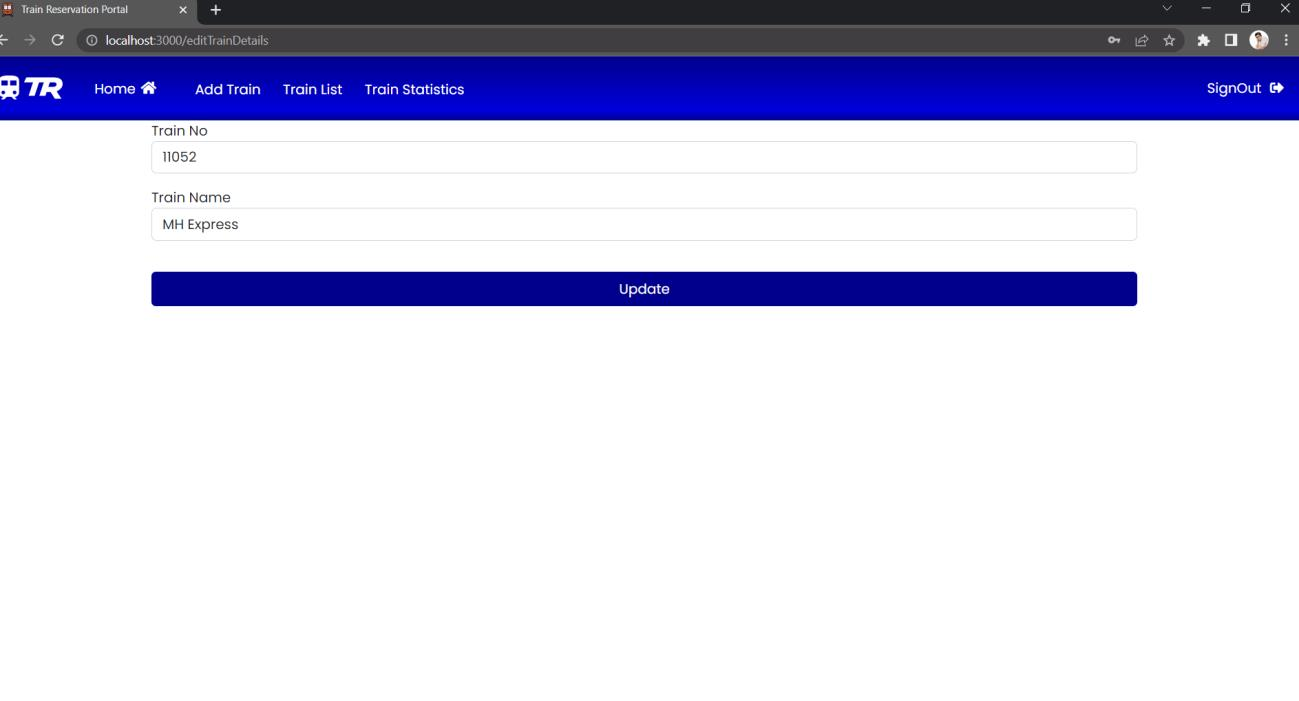 Train Reservation Portal
localhost:3000/editTrainDetails
TR Home Add Train Train List Train Statistics SignOut
Train No
11052
Train Name
MH Express
Update